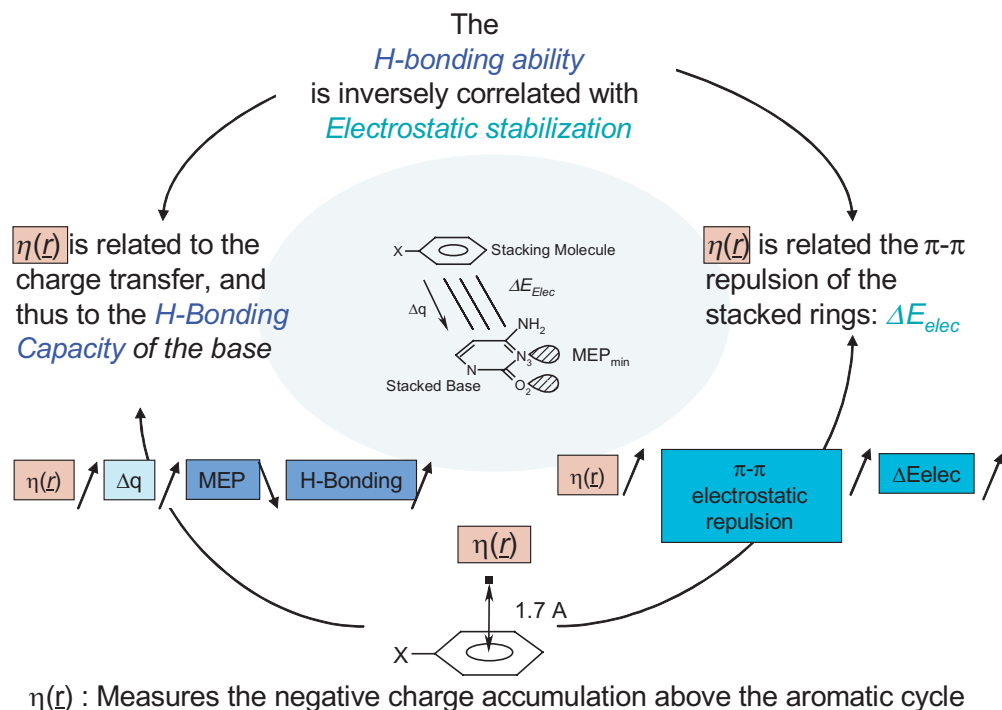 The
H-bonding ability
is inversely correlated with
Electrostatic stabilization
η(r) is related to the
charge transfer, and
thus to the H-Bonding
Capacity of the base
X
Stacking Molecule
Δq
ΔE_Elec
NH₂
N₃
MEP_min
N
O₂
Stacked Base
η(r) is related the π-π
repulsion of the
stacked rings: ΔE_elec
η(r) Δq MEP H-Bonding
η(r)
π-π
electrostatic
repulsion
ΔEelec
η(r)
1.7 A
X
η(r) : Measures the negative charge accumulation above the aromatic cycle